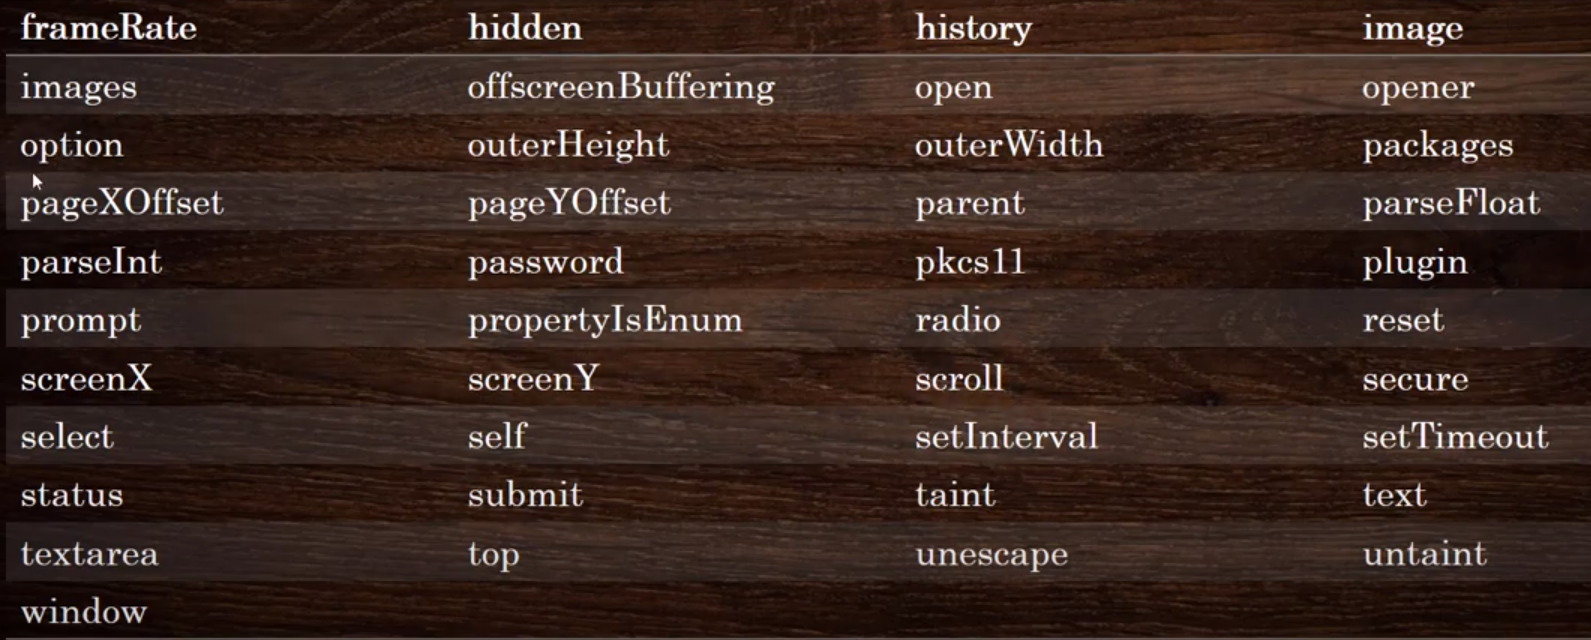 frameRate hidden history image
images offscreenBuffering open opener
option outerHeight outerWidth packages
pageXOffset pageYOffset parent parseFloat
parseInt password pkcs11 plugin
prompt propertyIsEnum radio reset
screenX screenY scroll secure
select self setInterval setTimeout
status submit taint text
textarea top unescape untaint
window